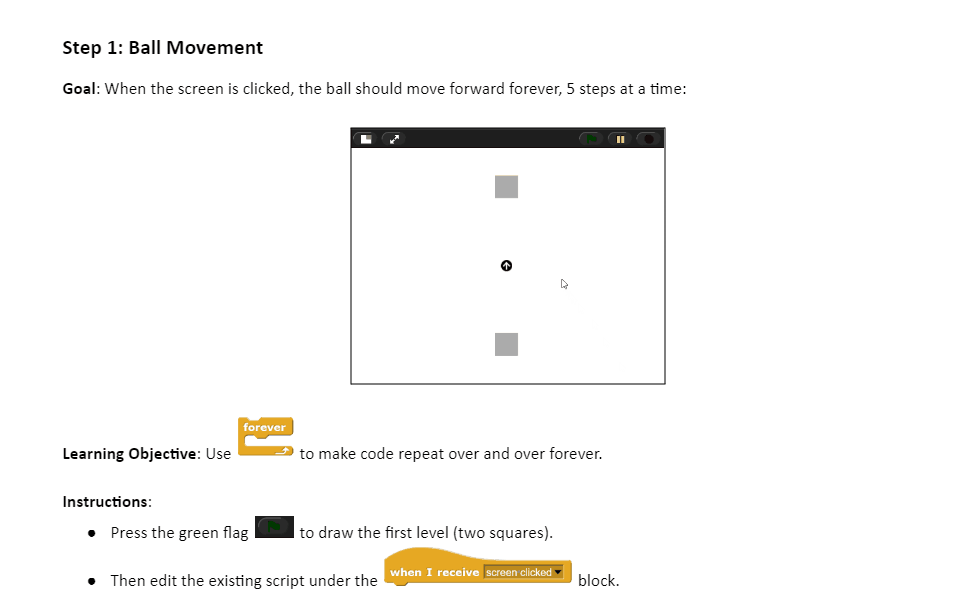 Step 1: Ball Movement
Goal: When the screen is clicked, the ball should move forward forever, 5 steps at a time:
forever
Learning Objective: Use to make code repeat over and over forever.
Instructions:
● Press the green flag to draw the first level (two squares).
when I receive screen clicked
● Then edit the existing script under the block.